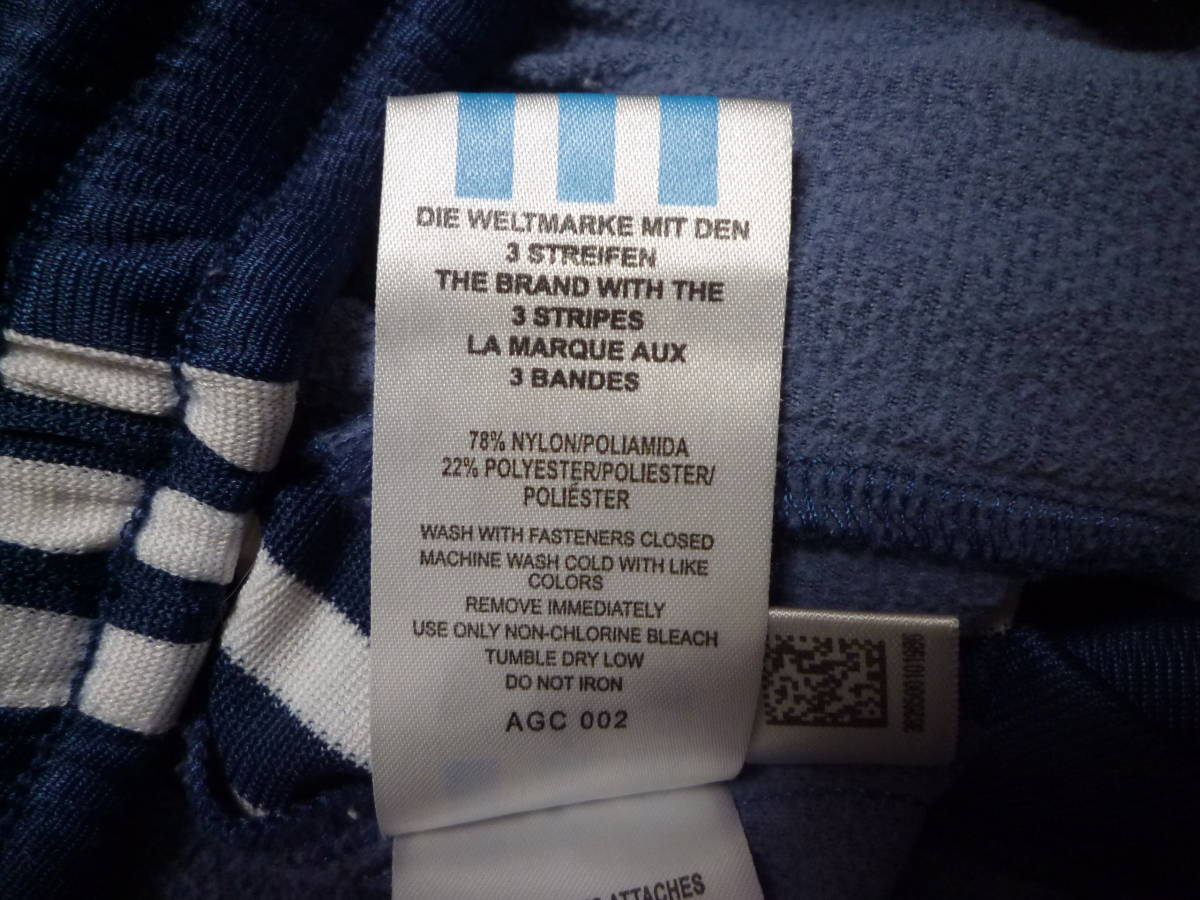 DIE WELTMARKE MIT DEN
3 STREIFEN
THE BRAND WITH THE
3 STRIPES
LA MARQUE AUX
3 BANDES
78% NYLON/POLIAMIDA
22% POLYESTER/POLIESTER/
POLIÉSTER
WASH WITH FASTENERS CLOSED
MACHINE WASH COLD WITH LIKE
COLORS
REMOVE IMMEDIATELY
USE ONLY NON-CHLORINE BLEACH
TUMBLE DRY LOW
DO NOT IRON
AGC 002
ATTACHES